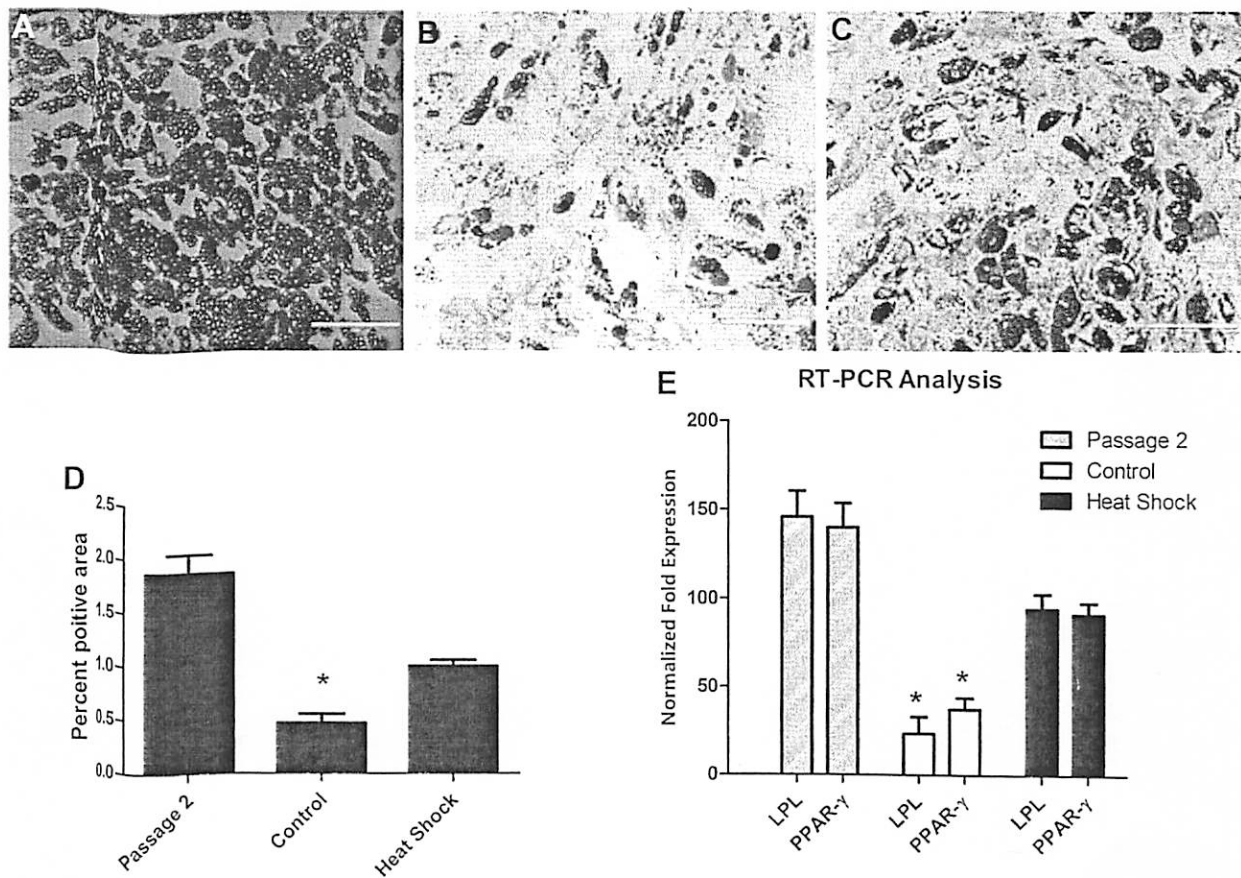 A
B
C
D
Percent poitive area
2.5
2.0
1.5
1.0
0.5
0.0
*
Passage 2
Control
Heat Shock
E
RT-PCR Analysis
Normalized Fold Expression
200
150
100
50
0
Passage 2
Control
Heat Shock
*
*
LPL
PPAR-γ
LPL
PPAR-γ
LPL
PPAR-γ